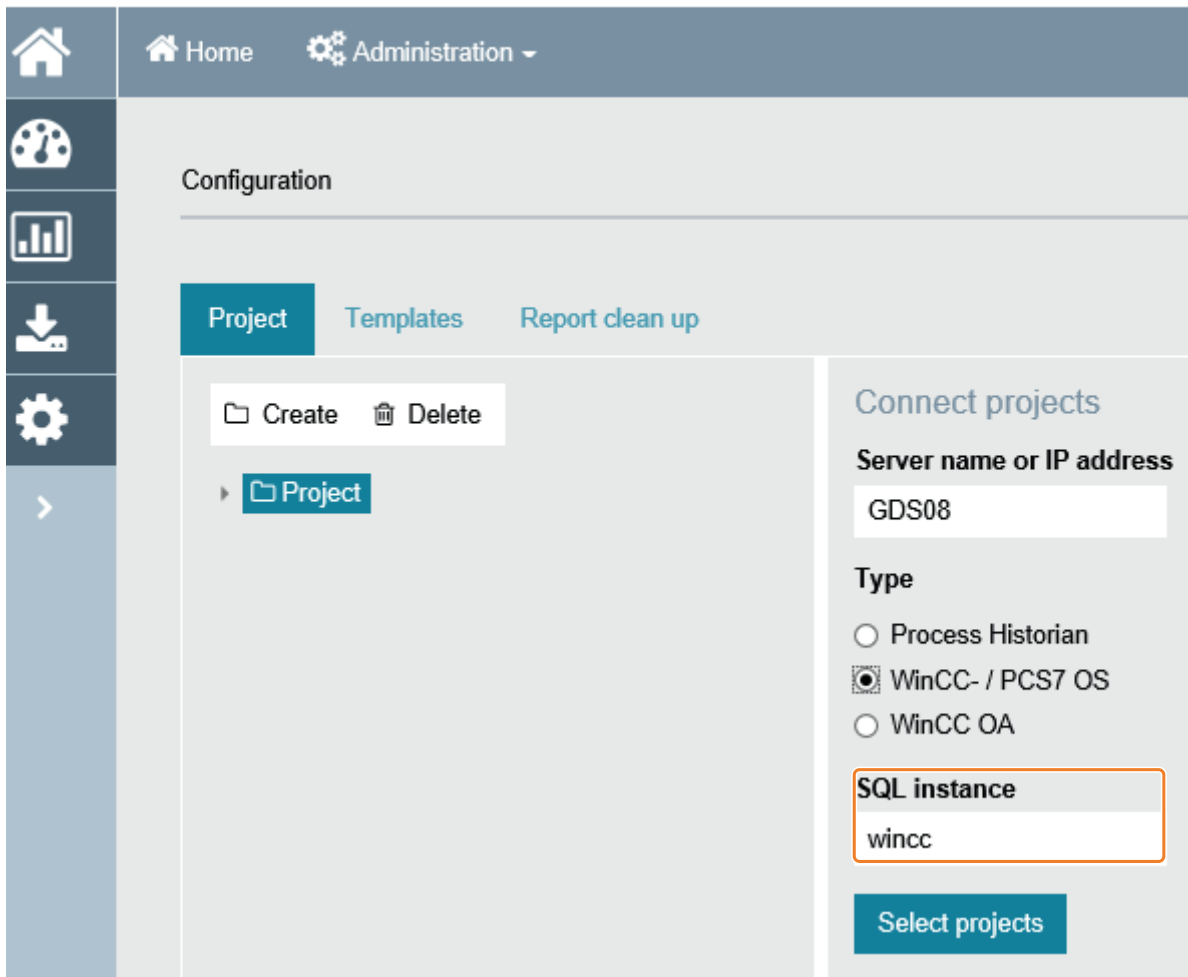 Home Administration
Configuration
Project Templates Report clean up
Create Delete
Project
Connect projects
Server name or IP address
GDS08
Type
Process Historian
WinCC- / PCS7 OS
WinCC OA
SQL instance
wincc
Select projects